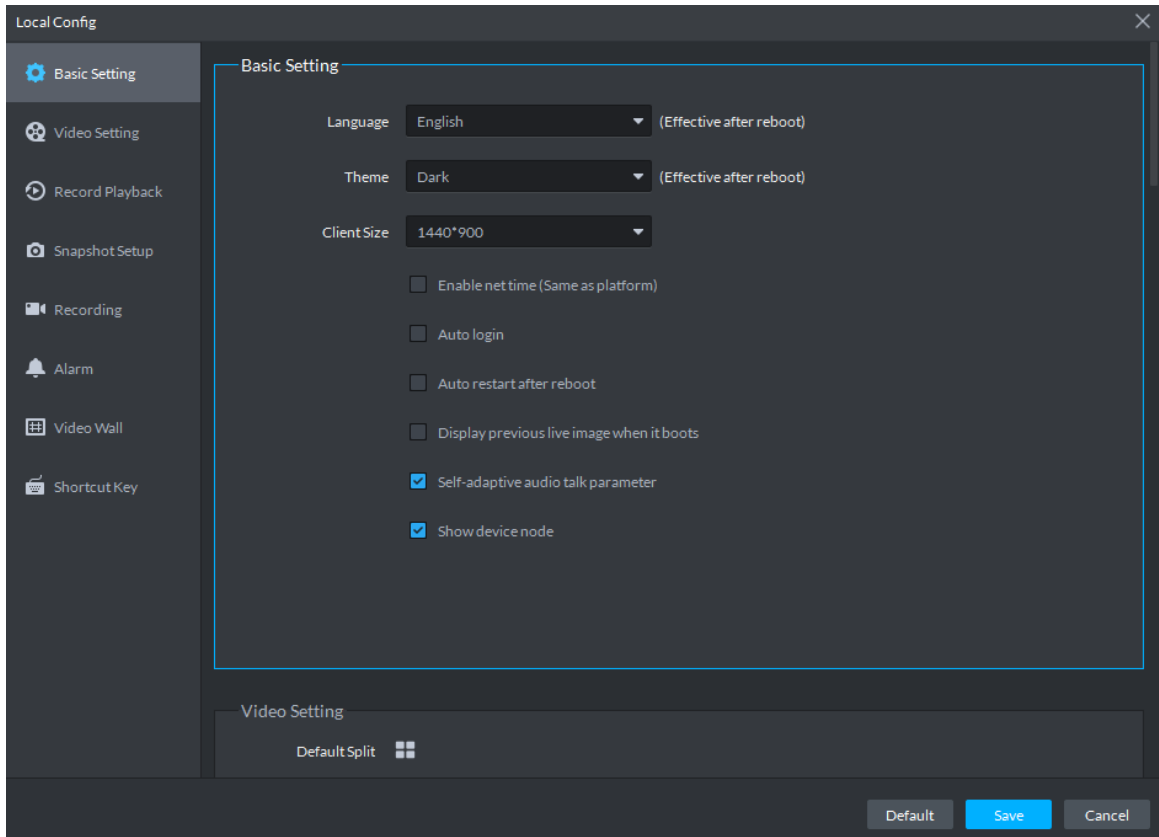 Local Config
Basic Setting
Video Setting
Record Playback
Snapshot Setup
Recording
Alarm
Video Wall
Shortcut Key
Basic Setting
Language English (Effective after reboot)
Theme Dark (Effective after reboot)
Client Size 1440*900
Enable net time (Same as platform)
Auto login
Auto restart after reboot
Display previous live image when it boots
Self-adaptive audio talk parameter
Show device node
Video Setting
Default Split
Default Save Cancel